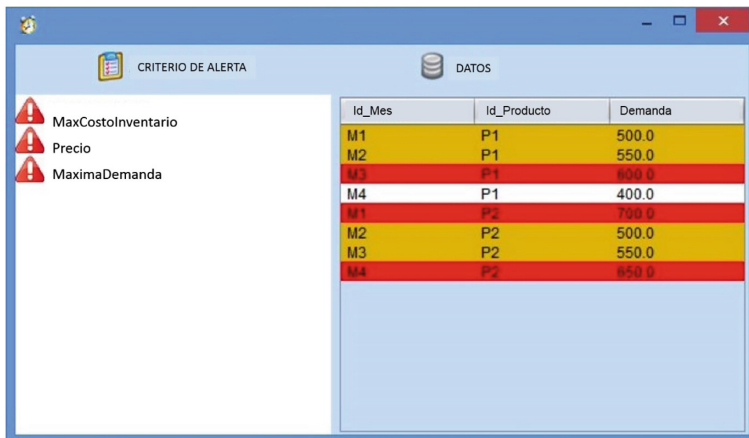 CRITERIO DE ALERTA
DATOS
MaxCostoInventario
Precio
MaximaDemanda
Id_Mes Id_Producto Demanda
M1 P1 500.0
M2 P1 550.0
M3 P1 600.0
M4 P1 400.0
M1 P2 700.0
M2 P2 500.0
M3 P2 550.0
M4 P2 650.0